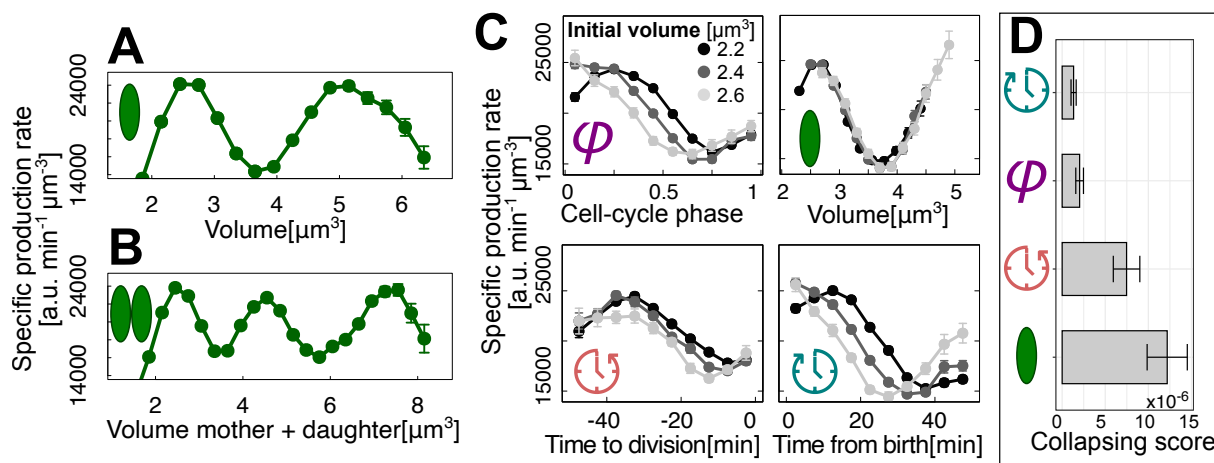 A
Specific production rate
[a.u. min⁻¹ μm⁻³]
24000
14000
2
3
4
5
6
Volume[μm³]
B
24000
14000
2
4
6
8
Volume mother + daughter[μm³]
C
Specific production rate
[a.u. min⁻¹ μm⁻³]
Initial volume [μm³]
2.2
2.4
2.6
25000
15000
φ
0
0.5
1
Cell-cycle phase
2
3
4
5
Volume[μm³]
25000
15000
-40
-20
0
Time to division[min]
0
20
40
60
Time from birth[min]
D
φ
x10⁻⁶
0
5
10
15
Collapsing score